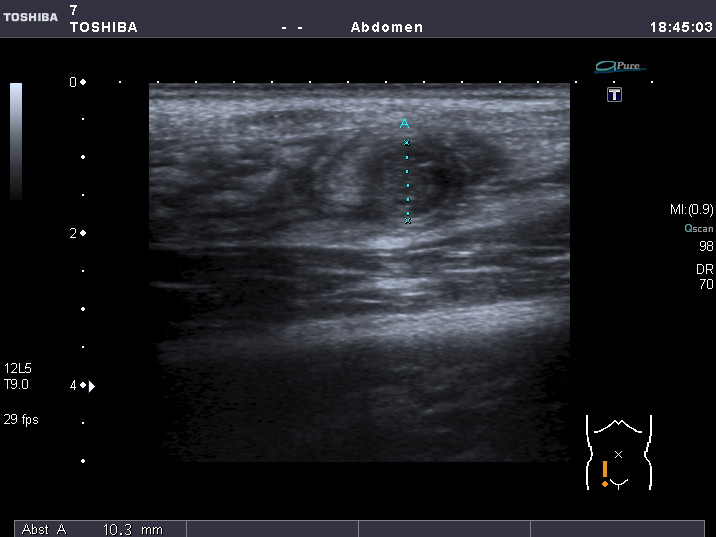 TOSHIBA
7
TOSHIBA - - Abdomen 18:45:03
Pure
T
0
A
MI:(0.9)
Qscan
98
DR
70
2
12L5
T9.0
4
29 fps
Abst A 10.3 mm